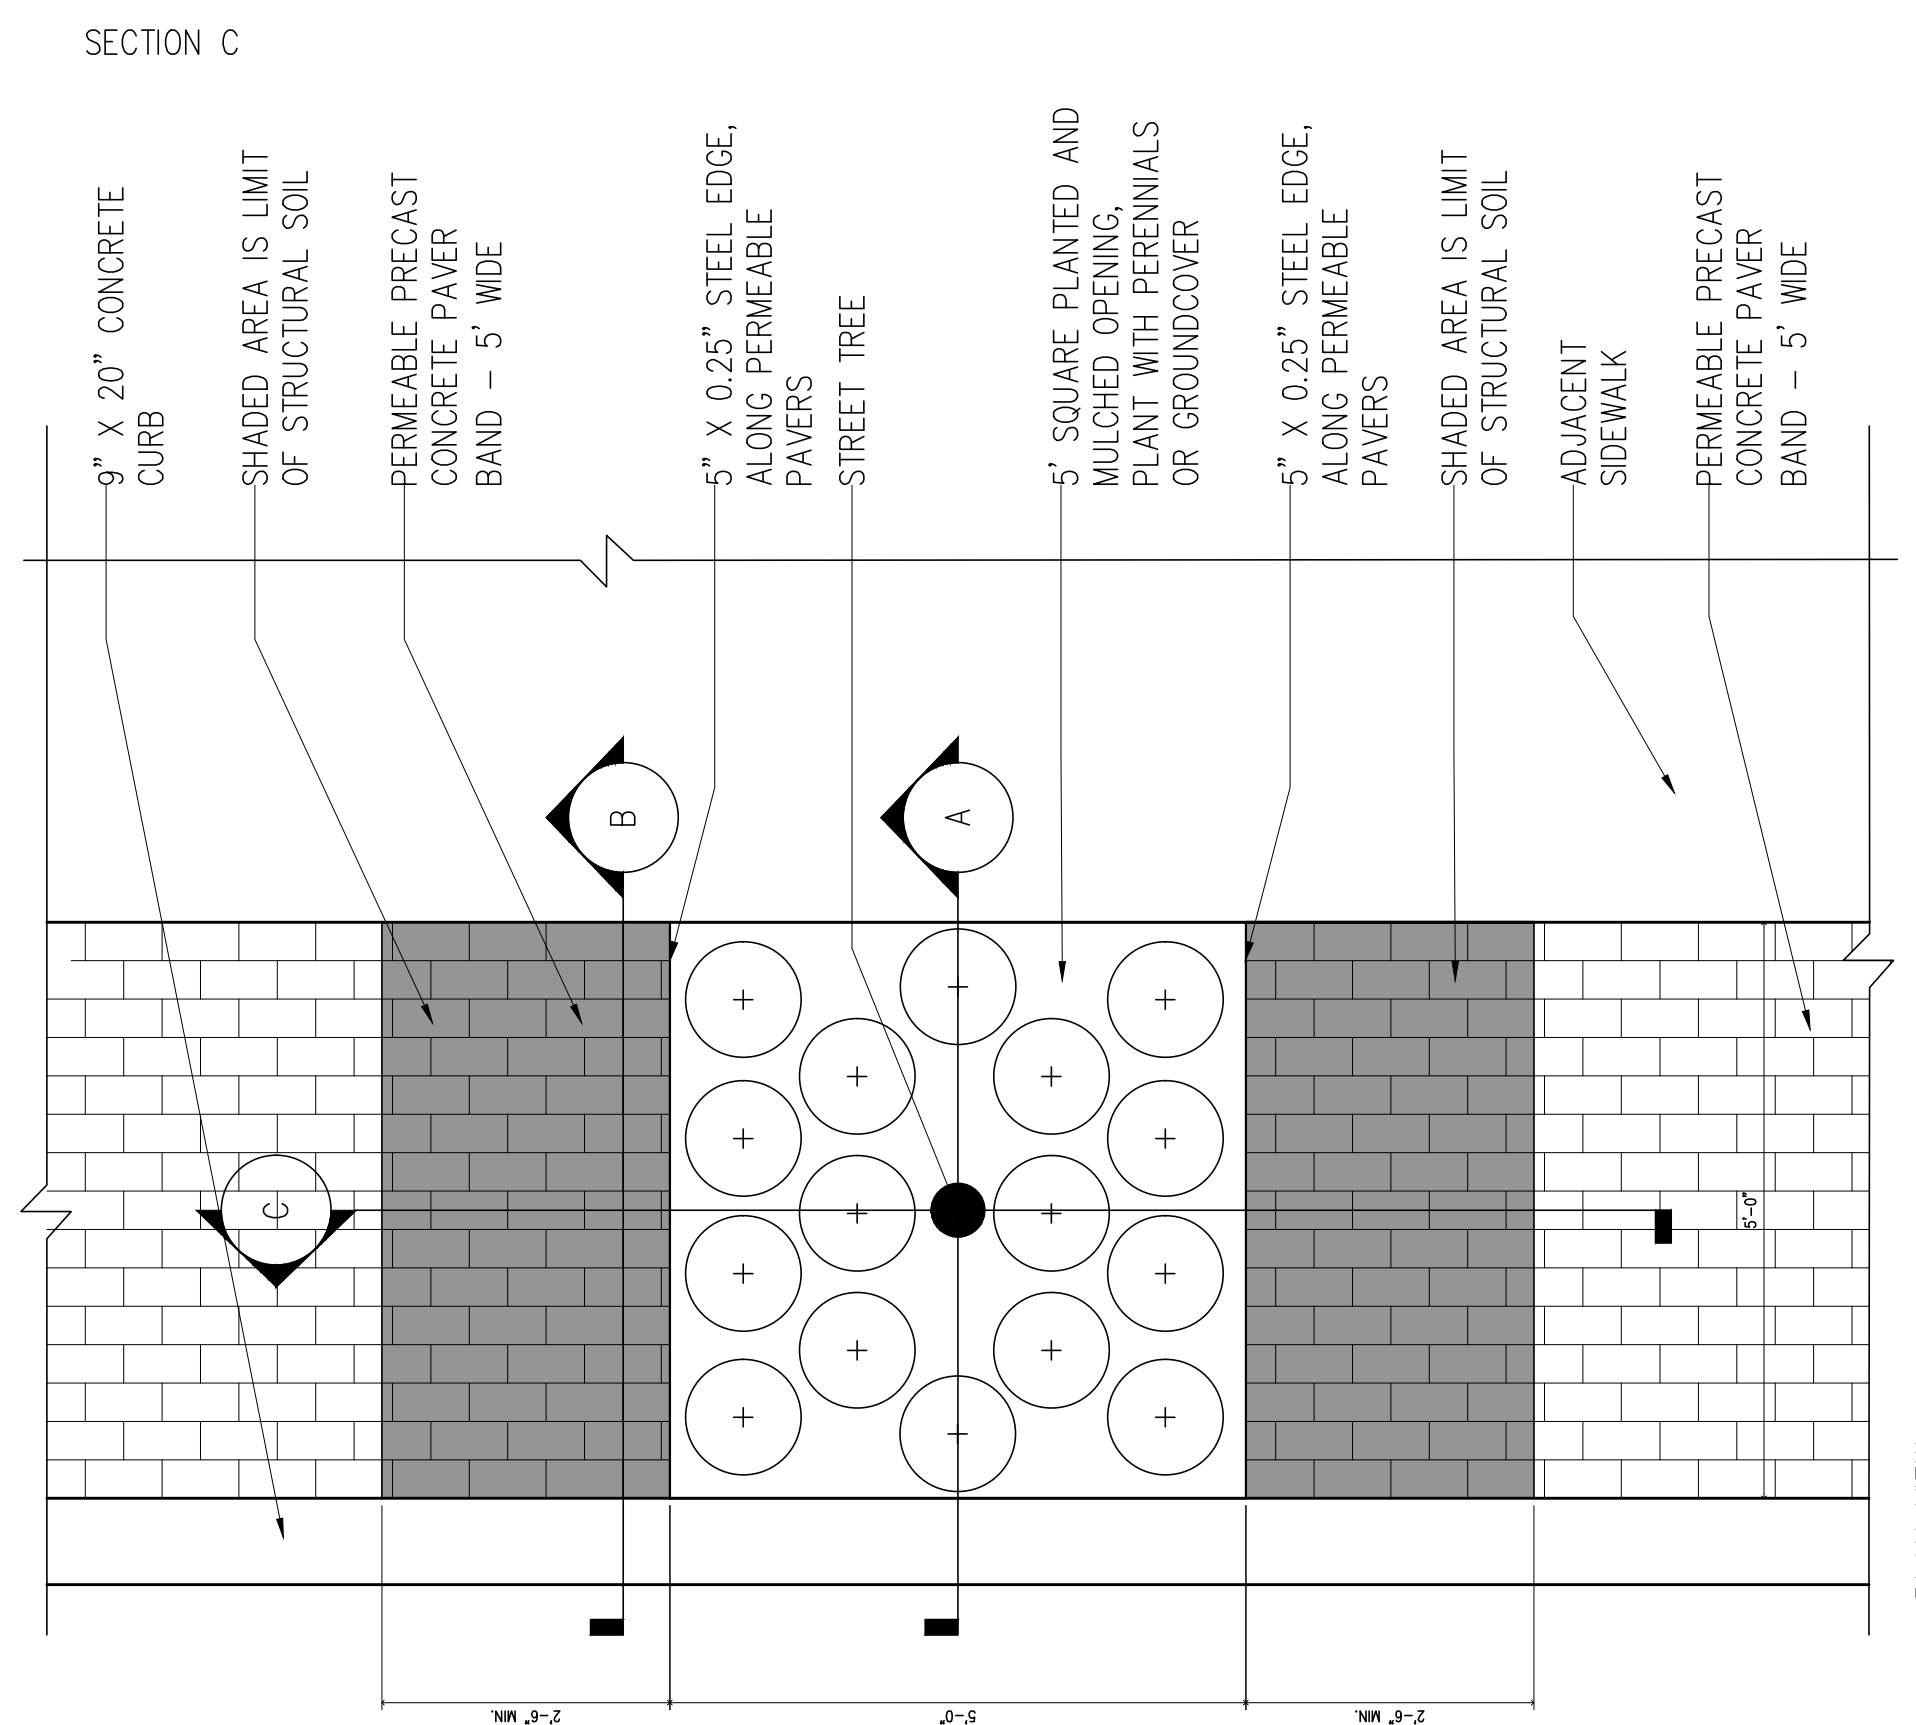 SECTION C
9" X 20" CONCRETE
CURB
SHADED AREA IS LIMIT
OF STRUCTURAL SOIL
PERMEABLE PRECAST
CONCRETE PAVER
BAND – 5' WIDE
5" X 0.25" STEEL EDGE,
ALONG PERMEABLE
PAVERS
STREET TREE
5' SQUARE PLANTED AND
MULCHED OPENING,
PLANT WITH PERENNIALS
OR GROUNDCOVER
5" X 0.25" STEEL EDGE,
ALONG PERMEABLE
PAVERS
SHADED AREA IS LIMIT
OF STRUCTURAL SOIL
ADJACENT
SIDEWALK
PERMEABLE PRECAST
CONCRETE PAVER
BAND – 5' WIDE
B
A
C
5'–0"
2'–6" MIN.
5'–0"
2'–6" MIN.